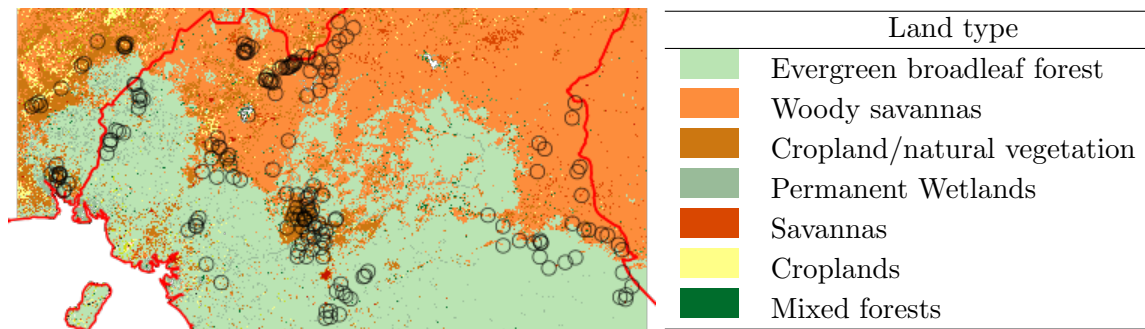 Land type
Evergreen broadleaf forest
Woody savannas
Cropland/natural vegetation
Permanent Wetlands
Savannas
Croplands
Mixed forests